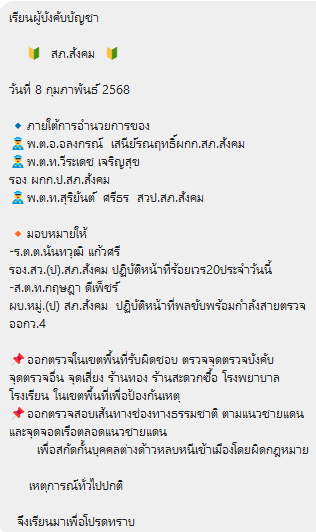 เรียนผู้บังคับบัญชา
🔰 สภ.สังคม 🔰
วันที่ 8 กุมภาพันธ์ 2568
🔹ภายใต้การอำนวยการของ
👮พ.ต.อ.อลงกรณ์ เสนีย์รณฤทธิ์ผกก.สภ.สังคม
👮พ.ต.ท.วีระเดช เจริญสุข
รอง ผกก.ป.สภ.สังคม
👮พ.ต.ท.สุริยันต์ ศรีธร สวป.สภ.สังคม
🔸มอบหมายให้
-ร.ต.ต.นันทวุฒิ แก้วศรี
รอง.สว.(ป).สภ.สังคม ปฏิบัติหน้าที่ร้อยเวร20ประจำวันนี้
-ส.ต.ท.กฤษฎา ดีเพ็ชร์
ผบ.หมู่.(ป) สภ.สังคม ปฏิบัติหน้าที่พลขับพร้อมกำลังสายตรวจ
ออกว.4
📌ออกตรวจในเขตพื้นที่รับผิดชอบ ตรวจจุดตรวจบังคับ
จุดตรวจอื่น จุดเสี่ยง ร้านทอง ร้านสะดวกซื้อ โรงพยาบาล
โรงเรียน ในเขตพื้นที่เพื่อป้องกันเหตุ
📌ออกตรวจสอบเส้นทางช่องทางธรรมชาติ ตามแนวชายแดน
และจุดจอดเรือตลอดแนวชายแดน
เพื่อสกัดกั้นบุคคลต่างด้าวหลบหนีเข้าเมืองโดยผิดกฎหมาย
เหตุการณ์ทั่วไปปกติ
จึงเรียนมาเพื่อโปรดทราบ